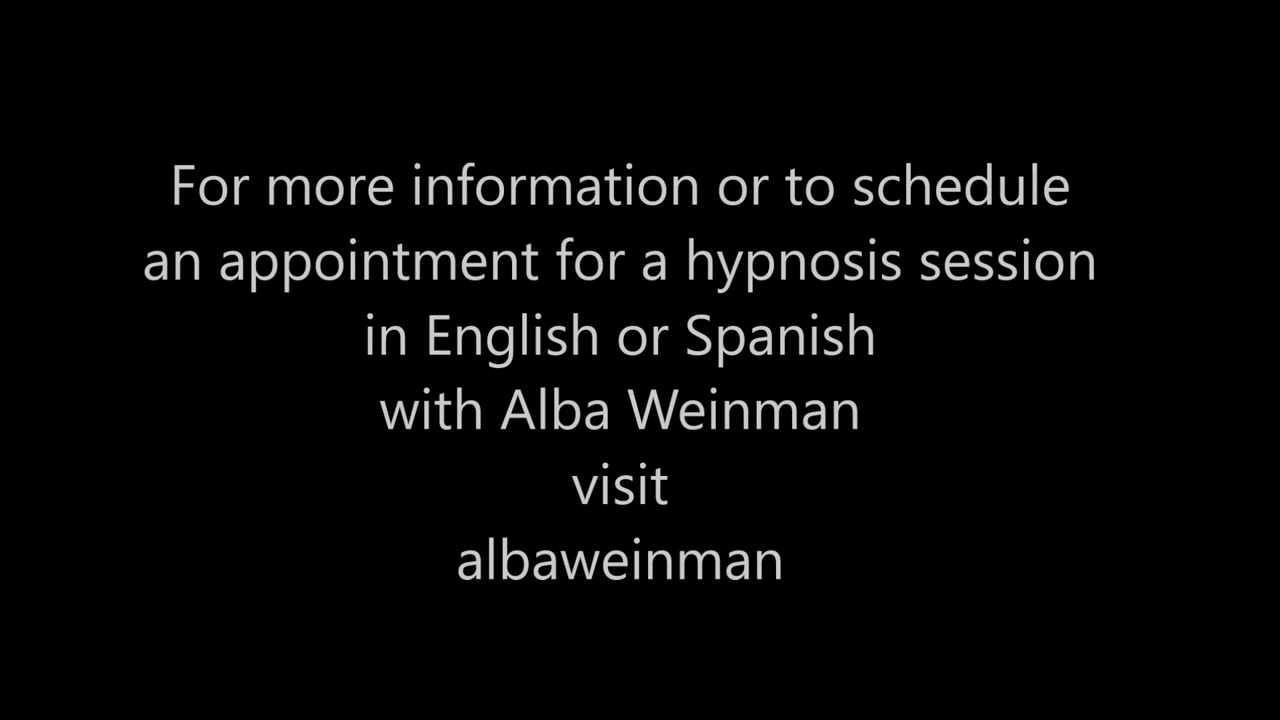 For more information or to schedule
an appointment for a hypnosis session
in English or Spanish
with Alba Weinman
visit
albaweinman